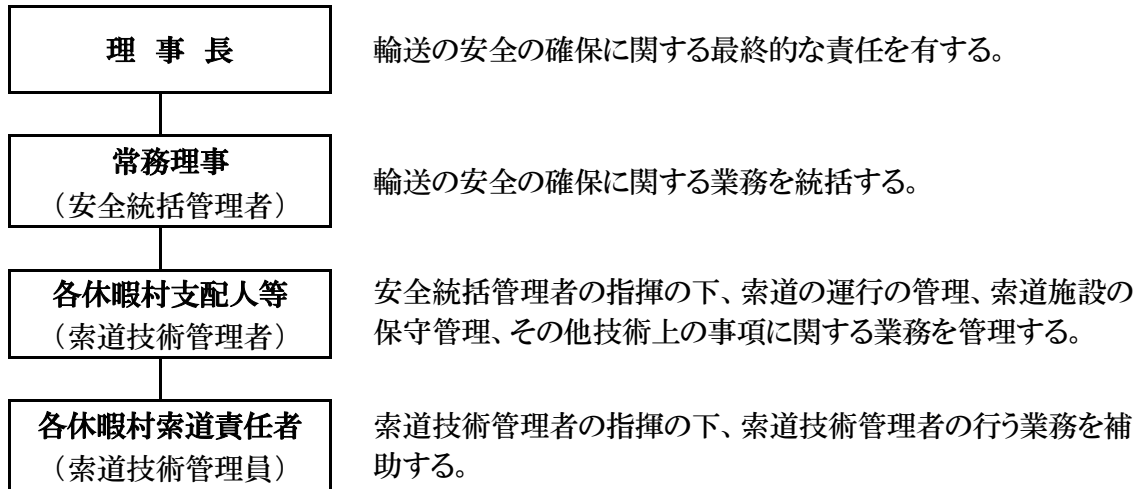 理 事 長
輸送の安全の確保に関する最終的な責任を有する。
常務理事
（安全統括管理者）
輸送の安全の確保に関する業務を統括する。
各休暇村支配人等
（索道技術管理者）
安全統括管理者の指揮の下、索道の運行の管理、索道施設の
保守管理、その他技術上の事項に関する業務を管理する。
各休暇村索道責任者
（索道技術管理員）
索道技術管理者の指揮の下、索道技術管理者の行う業務を補
助する。